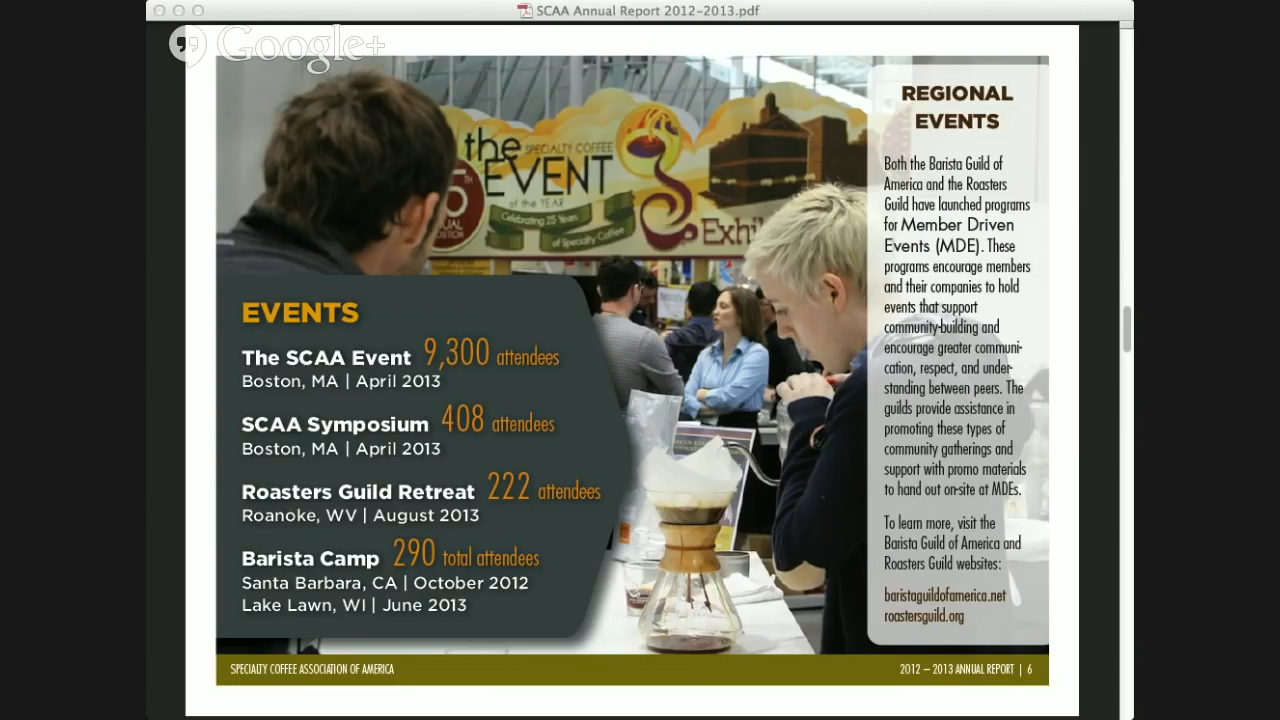 SCAA Annual Report 2012-2013.pdf
Google+
the
SPECIALTY COFFEE
EVENT
of the YEAR
Celebrating 25 Years
of Specialty Coffee
REGIONAL
EVENTS
Both the Barista Guild of
America and the Roasters
Guild have launched programs
for Member Driven
Events (MDE). These
programs encourage members
and their companies to hold
events that support
community-building and
encourage greater communi-
cation, respect, and under-
standing between peers. The
guilds provide assistance in
promoting these types of
community gatherings and
support with promo materials
to hand out on-site at MDEs.
To learn more, visit the
Barista Guild of America and
Roasters Guild websites:
baristaguildofamerica.net
roastersguild.org
EVENTS
The SCAA Event 9,300 attendees
Boston, MA | April 2013
SCAA Symposium 408 attendees
Boston, MA | April 2013
Roasters Guild Retreat 222 attendees
Roanoke, WV | August 2013
Barista Camp 290 total attendees
Santa Barbara, CA | October 2012
Lake Lawn, WI | June 2013
SPECIALTY COFFEE ASSOCIATION OF AMERICA
2012 – 2013 ANNUAL REPORT | 6